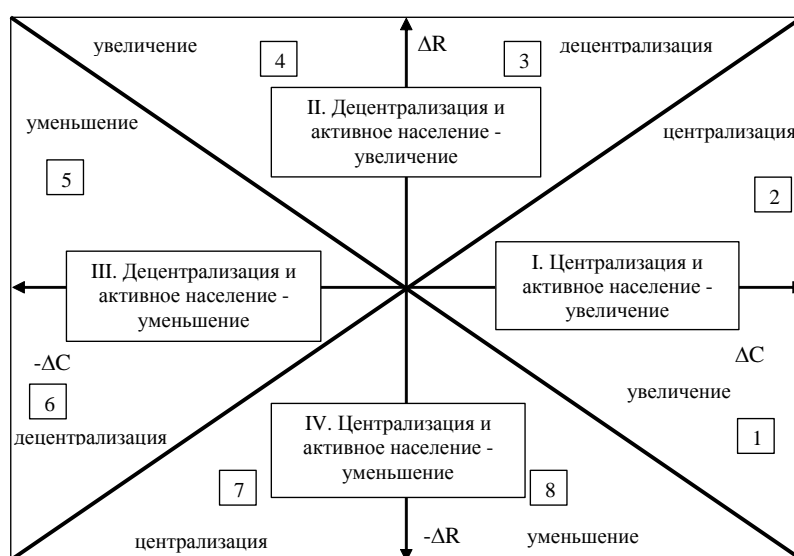 увеличение
4
ΔR
3
децентрализация
уменьшение
II. Децентрализация и
активное население -
увеличение
централизация
5
2
III. Децентрализация и
активное население -
уменьшение
I. Централизация и
активное население -
увеличение
-ΔC
ΔC
6
увеличение
децентрализация
IV. Централизация и
активное население -
уменьшение
1
7
8
централизация
-ΔR
уменьшение